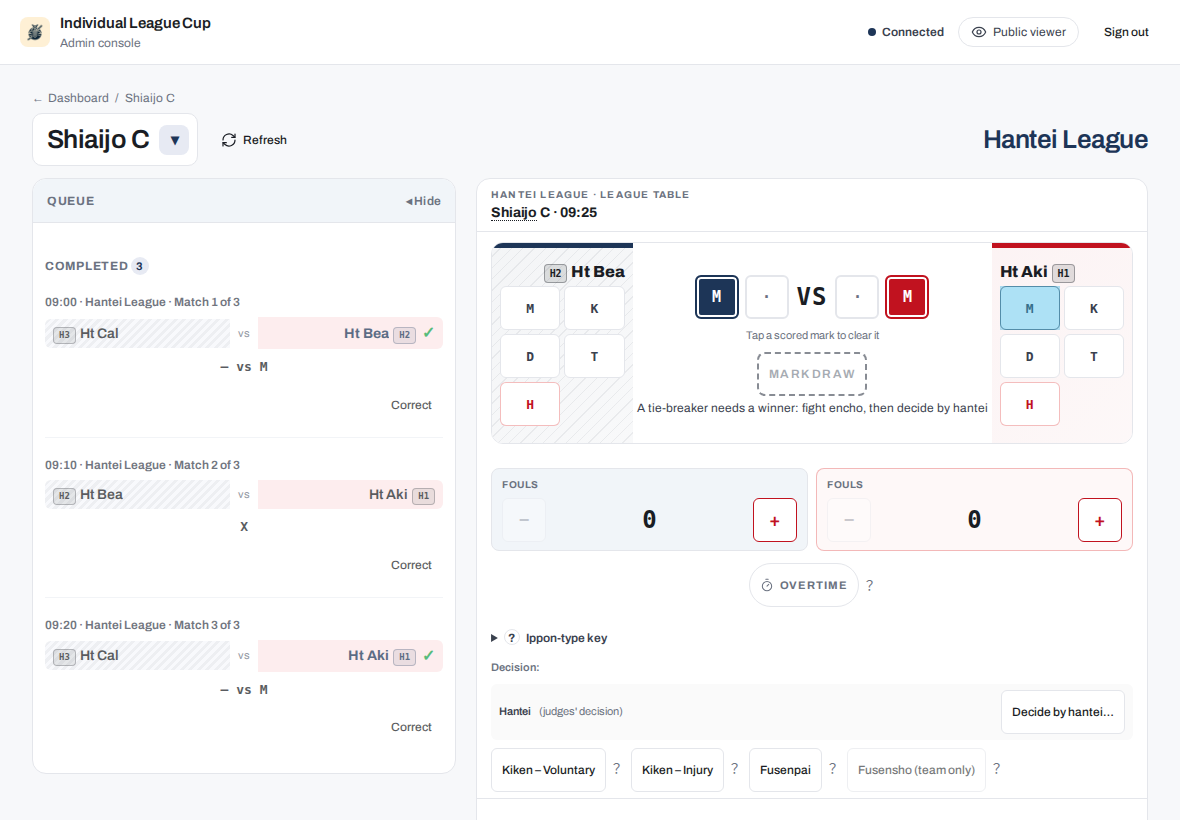 Individual League Cup
Admin console
Connected
Public viewer
Sign out
← Dashboard / Shiaijo C
Shiaijo C ▼
Refresh
Hantei League
QUEUE
◂Hide
COMPLETED 3
09:00 · Hantei League · Match 1 of 3
H3 Ht Cal vs Ht Bea H2 ✓
– vs M
Correct
09:10 · Hantei League · Match 2 of 3
H2 Ht Bea vs Ht Aki H1
X
Correct
09:20 · Hantei League · Match 3 of 3
H3 Ht Cal vs Ht Aki H1 ✓
– vs M
Correct
HANTEI LEAGUE · LEAGUE TABLE
Shiaijo C · 09:25
H2 Ht Bea
M K
D T
H
M · VS · M
Tap a scored mark to clear it
MARK DRAW
A tie-breaker needs a winner: fight encho, then decide by hantei
Ht Aki H1
M K
D T
H
FOULS
− 0 +
FOULS
− 0 +
OVERTIME ?
▶ ? Ippon-type key
Decision:
Hantei (judges' decision)
Decide by hantei...
Kiken – Voluntary ? Kiken – Injury ? Fusenpai ? Fusensho (team only) ?